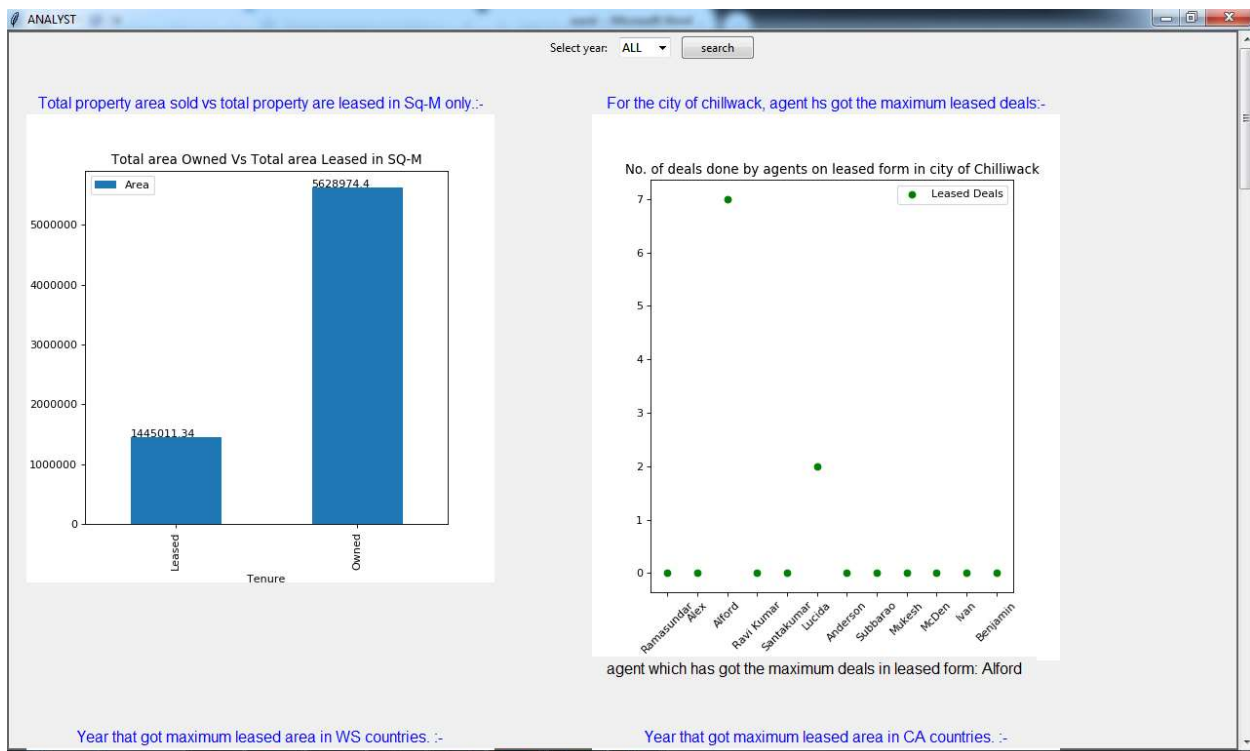 ANALYST
Select year: ALL search
Total property area sold vs total property are leased in Sq-M only.:-
Total area Owned Vs Total area Leased in SQ-M
Area
5628974.4
5000000
4000000
3000000
2000000
1445011.34
1000000
0
Leased
Owned
Tenure
For the city of chillwack, agent hs got the maximum leased deals:-
No. of deals done by agents on leased form in city of Chilliwack
Leased Deals
7
6
5
4
3
2
1
0
Ramasundar
Alex
Alford
Ravi Kumar
Santakumar
Lucida
Anderson
Subbarao
Mukesh
McDen
Ivan
Benjamin
agent which has got the maximum deals in leased form: Alford
Year that got maximum leased area in WS countries. :-
Year that got maximum leased area in CA countries. :-